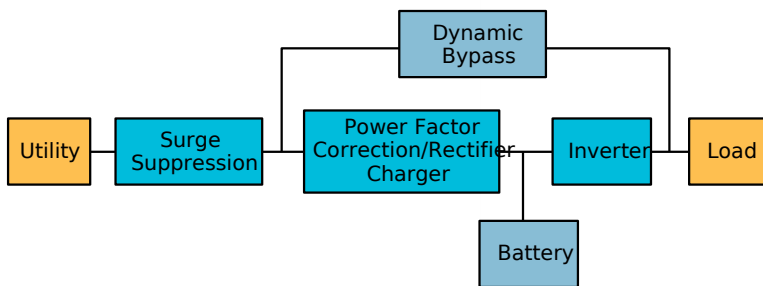 Dynamic
Bypass
Utility
Surge
Suppression
Power Factor
Correction/Rectifier
Charger
Inverter
Load
Battery